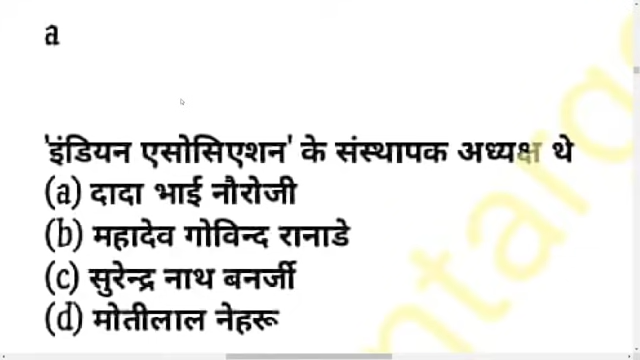 a
'इंडियन एसोसिएशन' के संस्थापक अध्यक्ष थे
(a) दादा भाई नौरोजी
(b) महादेव गोविन्द रानाडे
(c) सुरेन्द्र नाथ बनर्जी
(d) मोतीलाल नेहरू